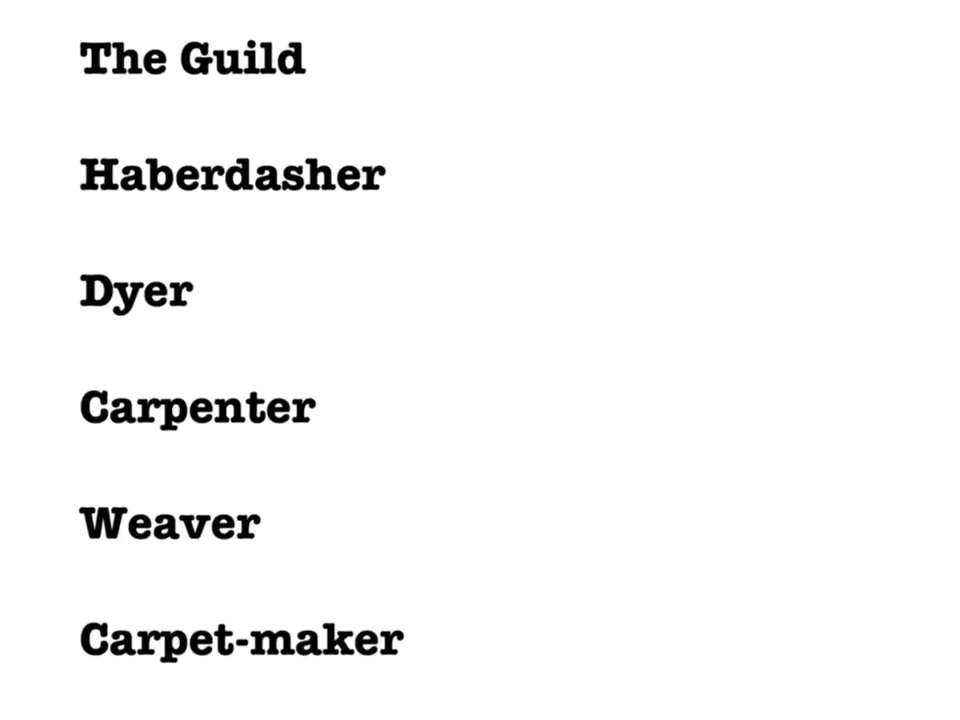 The Guild
Haberdasher
Dyer
Carpenter
Weaver
Carpet-maker